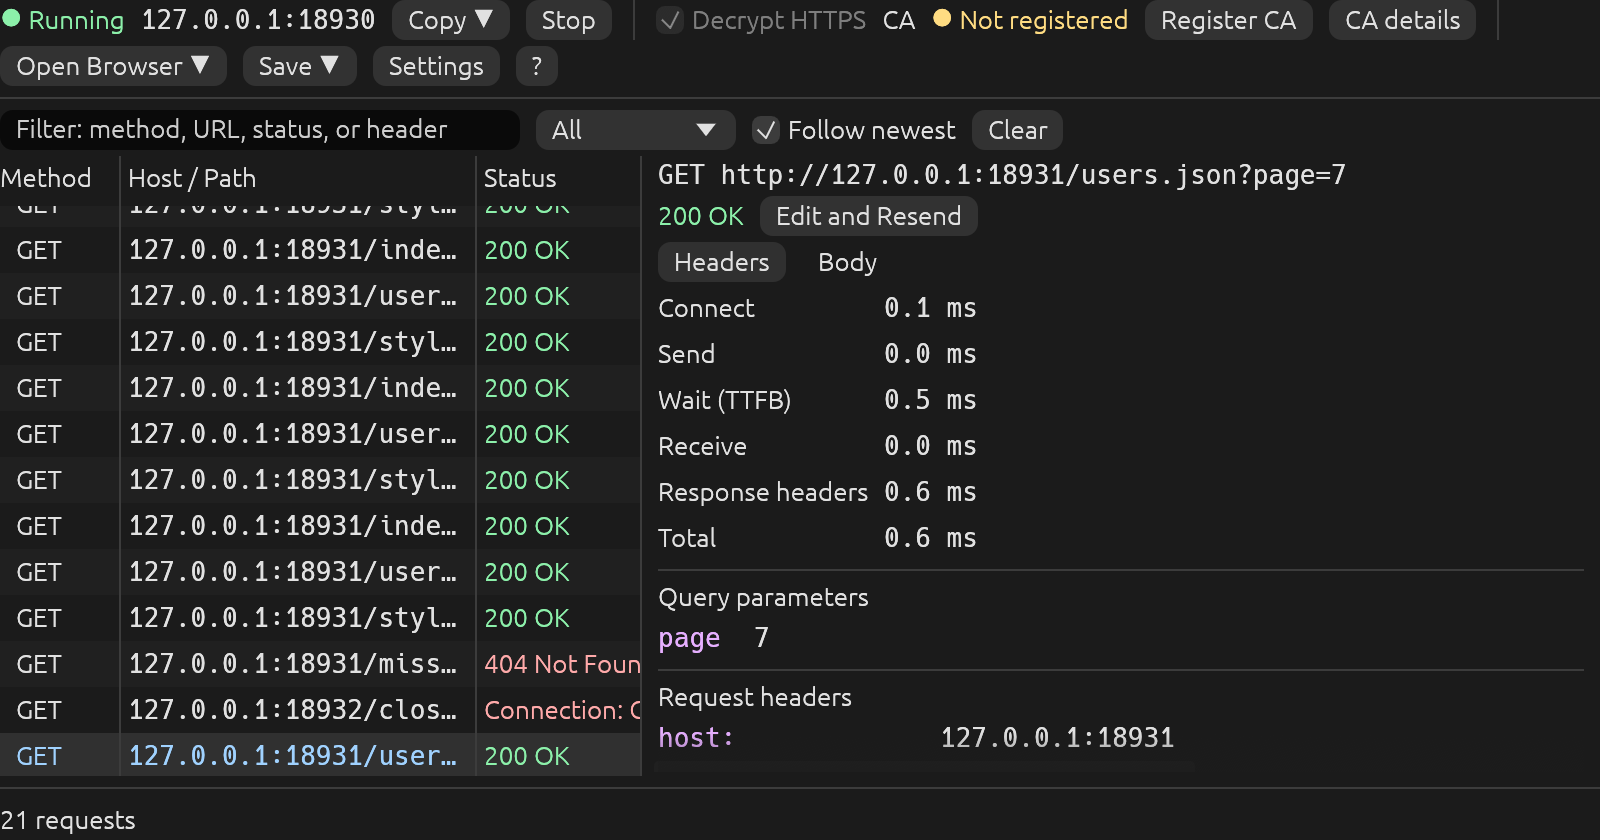 Running 127.0.0.1:18930 Copy ▼ Stop Decrypt HTTPS CA Not registered Register CA CA details
Open Browser ▼ Save ▼ Settings ?
Filter: method, URL, status, or header All Follow newest Clear
Method Host / Path Status
GET 127.0.0.1:18931/styl… 200 OK
GET 127.0.0.1:18931/inde… 200 OK
GET 127.0.0.1:18931/user… 200 OK
GET 127.0.0.1:18931/styl… 200 OK
GET 127.0.0.1:18931/inde… 200 OK
GET 127.0.0.1:18931/user… 200 OK
GET 127.0.0.1:18931/styl… 200 OK
GET 127.0.0.1:18931/inde… 200 OK
GET 127.0.0.1:18931/user… 200 OK
GET 127.0.0.1:18931/styl… 200 OK
GET 127.0.0.1:18931/miss… 404 Not Foun
GET 127.0.0.1:18932/clos… Connection: C
GET 127.0.0.1:18931/user… 200 OK
GET http://127.0.0.1:18931/users.json?page=7
200 OK Edit and Resend
Headers Body
Connect 0.1 ms
Send 0.0 ms
Wait (TTFB) 0.5 ms
Receive 0.0 ms
Response headers 0.6 ms
Total 0.6 ms
Query parameters
page 7
Request headers
host: 127.0.0.1:18931
21 requests